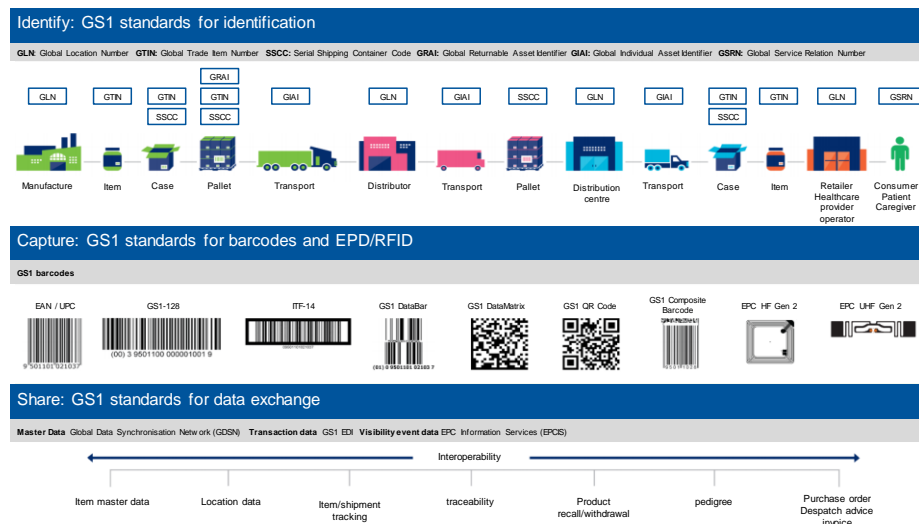 Identify: GS1 standards for identification
GLN: Global Location Number GTIN: Global Trade Item Number SSCC: Serial Shipping Container Code GRAI: Global Returnable Asset Identifier GIAI: Global Individual Asset Identifier GSRN: Global Service Relation Number
GRAI
GLN GTIN GTIN GTIN GIAI GLN GIAI SSCC GLN GIAI GTIN GTIN GLN GSRN
SSCC SSCC SSCC
Manufacture Item Case Pallet Transport Distributor Transport Pallet Distribution Transport Case Item Retailer Consumer
centre Healthcare Patient
provider Caregiver
operator
Capture: GS1 standards for barcodes and EPD/RFID
GS1 barcodes
EAN / UPC GS1-128 ITF-14 GS1 DataBar GS1 DataMatrix GS1 QR Code GS1 Composite EPC HF Gen 2 EPC UHF Gen 2
Barcode
(00) 3 9501100 000001001 9
9 501101 021037
(01) 0 9501101 02103 7
Share: GS1 standards for data exchange
Master Data Global Data Synchronisation Network (GDSN) Transaction data GS1 EDI Visibility event data EPC Information Services (EPCIS)
Interoperability
Item master data Location data Item/shipment traceability Product pedigree Purchase order
tracking recall/withdrawal Despatch advice
invoice